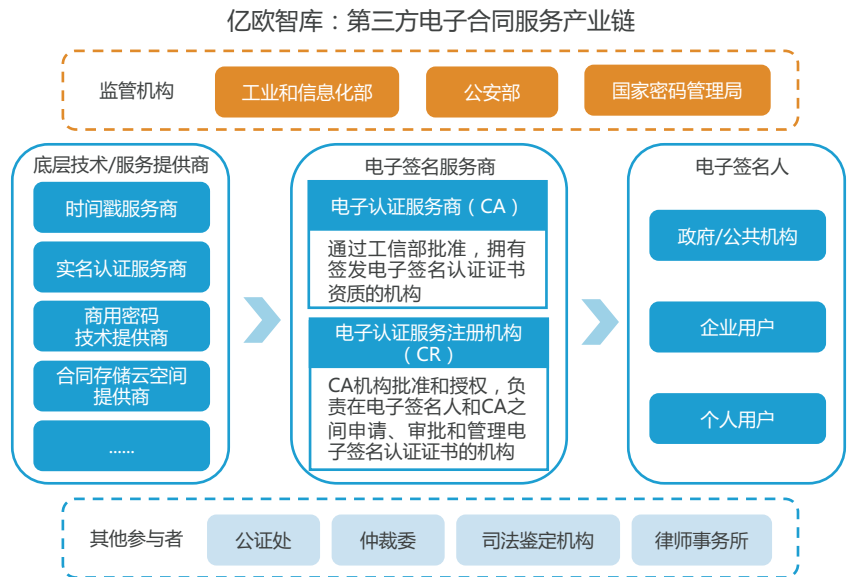 亿欧智库：第三方电子合同服务产业链
监管机构
工业和信息化部
公安部
国家密码管理局
底层技术/服务提供商
时间戳服务商
实名认证服务商
商用密码
技术提供商
合同存储云空间
提供商
......
电子签名服务商
电子认证服务商（CA）
通过工信部批准，拥有
签发电子签名认证证书
资质的机构
电子认证服务注册机构
（CR）
CA机构批准和授权，负
责在电子签名人和CA之
间申请、审批和管理电
子签名认证证书的机构
电子签名人
政府/公共机构
企业用户
个人用户
其他参与者
公证处
仲裁委
司法鉴定机构
律师事务所